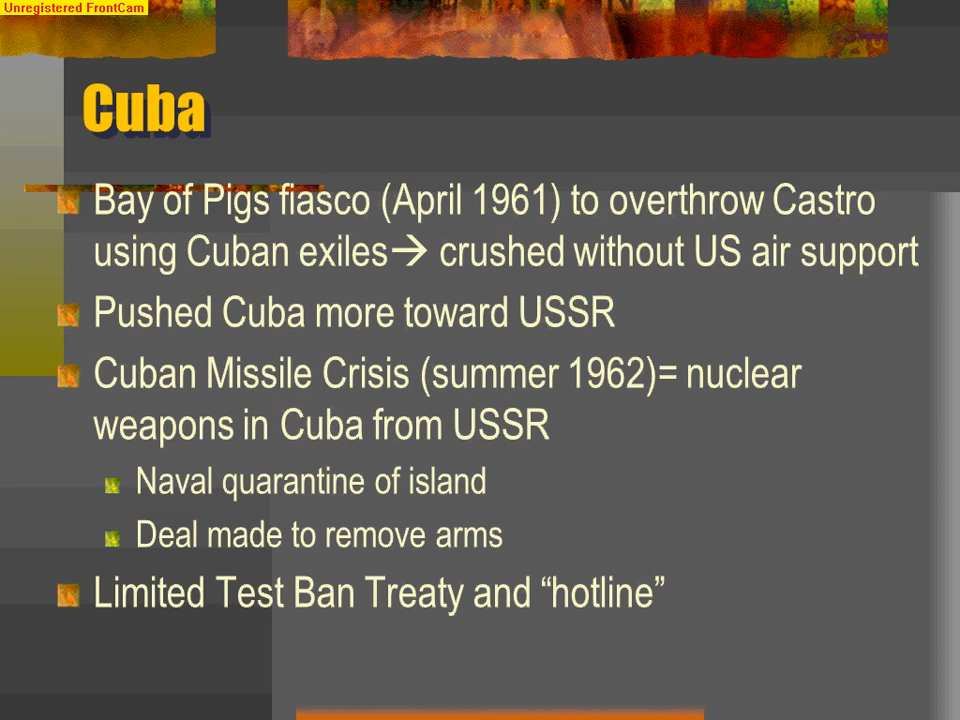 Unregistered FrontCam
Cuba
Bay of Pigs fiasco (April 1961) to overthrow Castro
using Cuban exiles→ crushed without US air support
Pushed Cuba more toward USSR
Cuban Missile Crisis (summer 1962)= nuclear
weapons in Cuba from USSR
Naval quarantine of island
Deal made to remove arms
Limited Test Ban Treaty and “hotline”